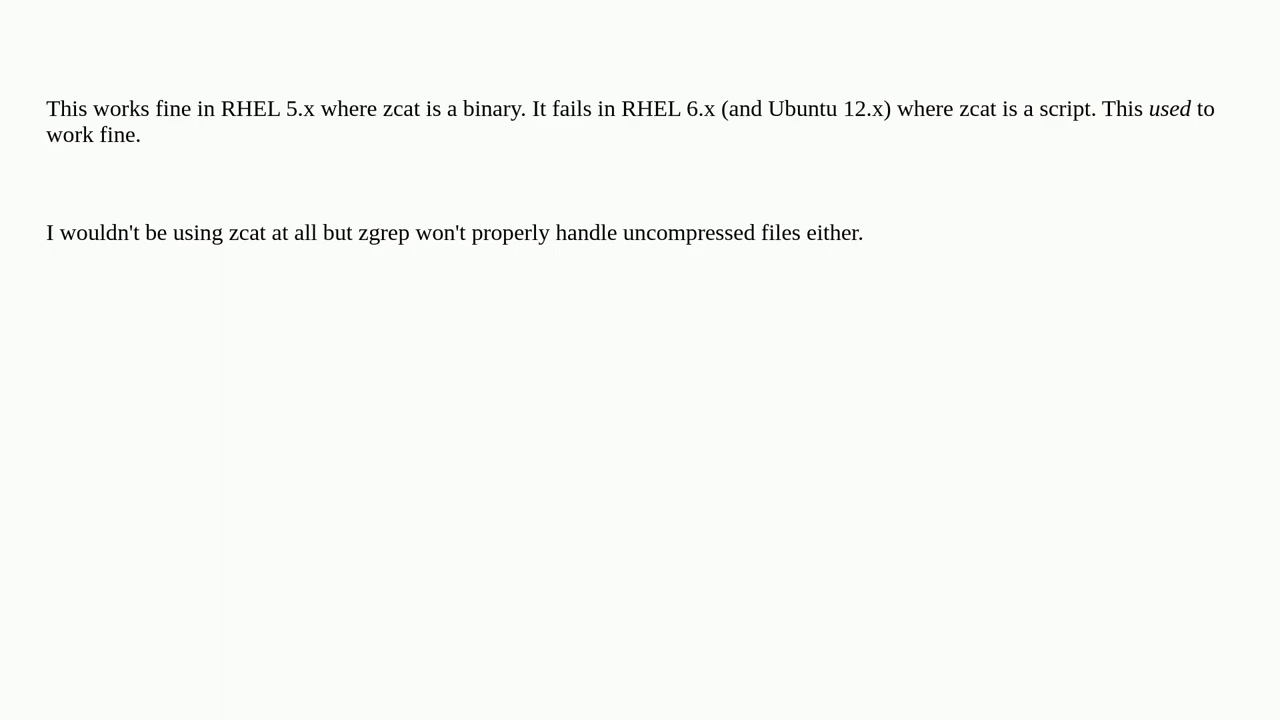 This works fine in RHEL 5.x where zcat is a binary. It fails in RHEL 6.x (and Ubuntu 12.x) where zcat is a script. This used to
work fine.
I wouldn't be using zcat at all but zgrep won't properly handle uncompressed files either.